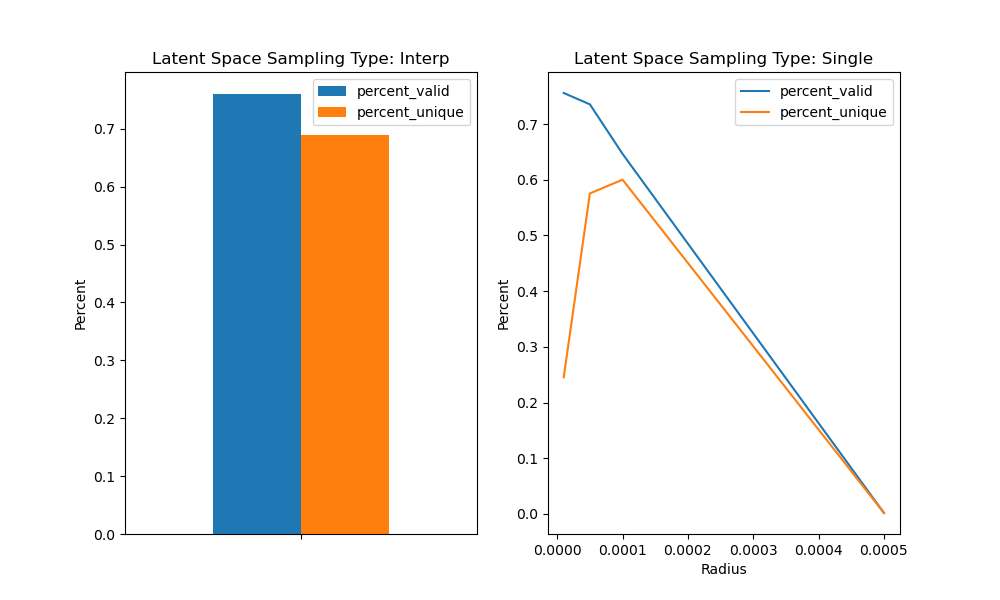 Latent Space Sampling Type: Interp
percent_valid
percent_unique
0.7
0.6
0.5
0.4
0.3
0.2
0.1
0.0
Percent
Latent Space Sampling Type: Single
percent_valid
percent_unique
0.7
0.6
0.5
0.4
0.3
0.2
0.1
0.0
Percent
0.0000 0.0001 0.0002 0.0003 0.0004 0.0005
Radius